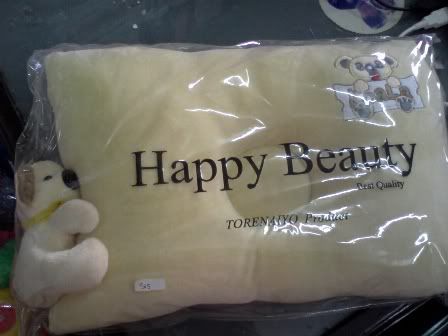 Happy Beauty
Best Quality
TORENAIYO Product